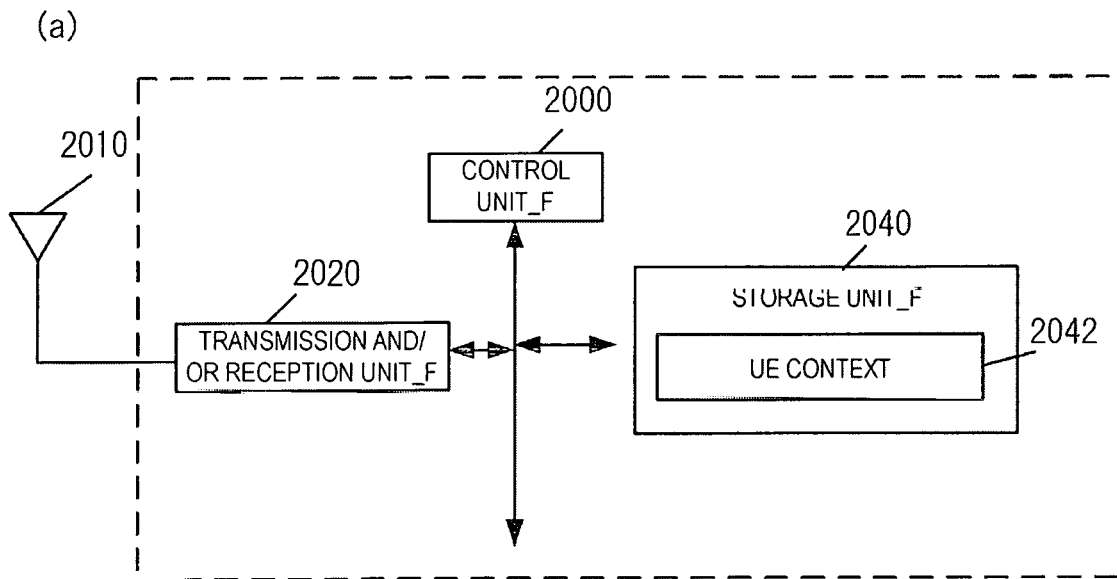 (a)
2000
2010
CONTROL
UNIT_F
2040
2020
STORAGE UNIT_F
TRANSMISSION AND/
OR RECEPTION UNIT_F
2042
UE CONTEXT